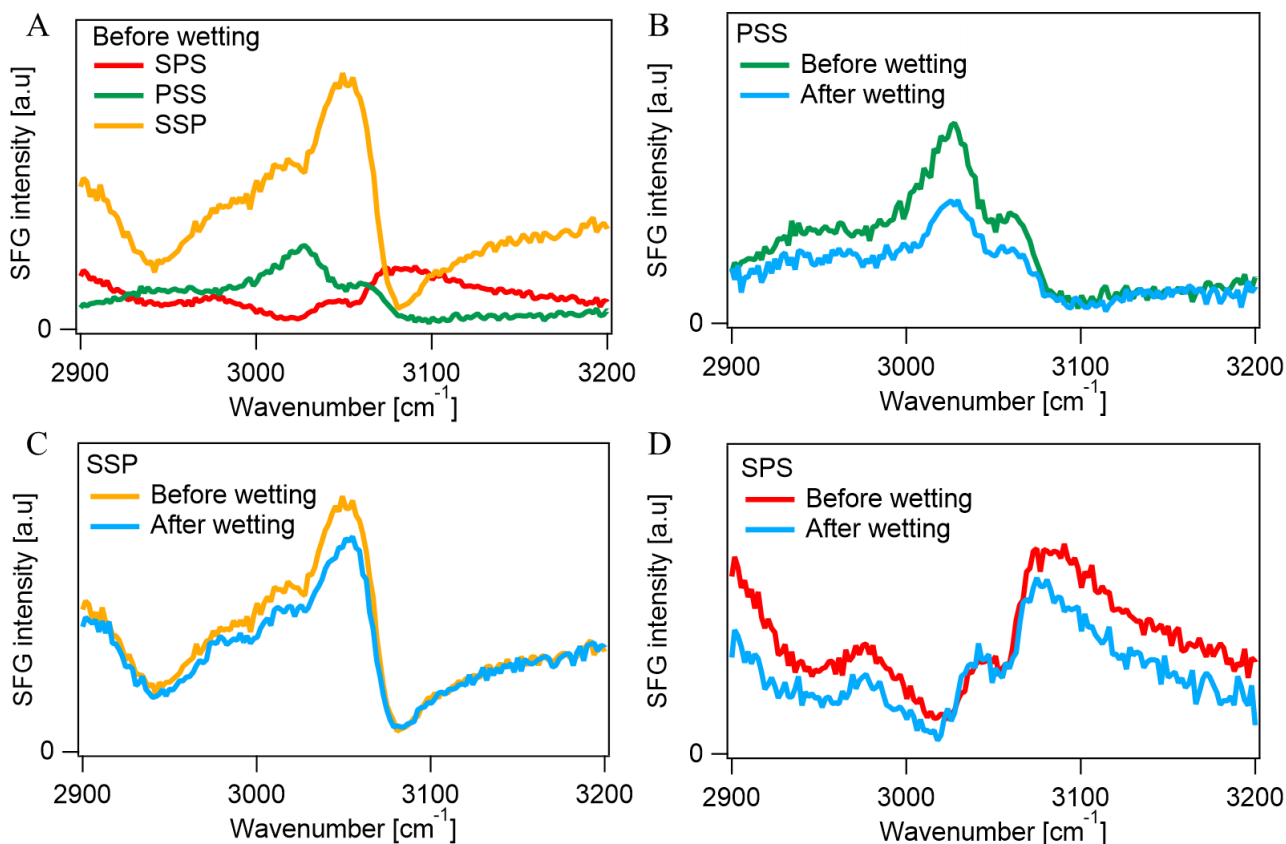 A
Before wetting
SPS
PSS
SSP
SFG intensity [a.u]
0
2900
3000
3100
3200
Wavenumber [cm⁻¹]
B
PSS
Before wetting
After wetting
SFG intensity [a.u]
0
2900
3000
3100
3200
Wavenumber [cm⁻¹]
C
SSP
Before wetting
After wetting
SFG intensity [a.u]
0
2900
3000
3100
3200
Wavenumber [cm⁻¹]
D
SPS
Before wetting
After wetting
SFG intensity [a.u]
0
2900
3000
3100
3200
Wavenumber [cm⁻¹]